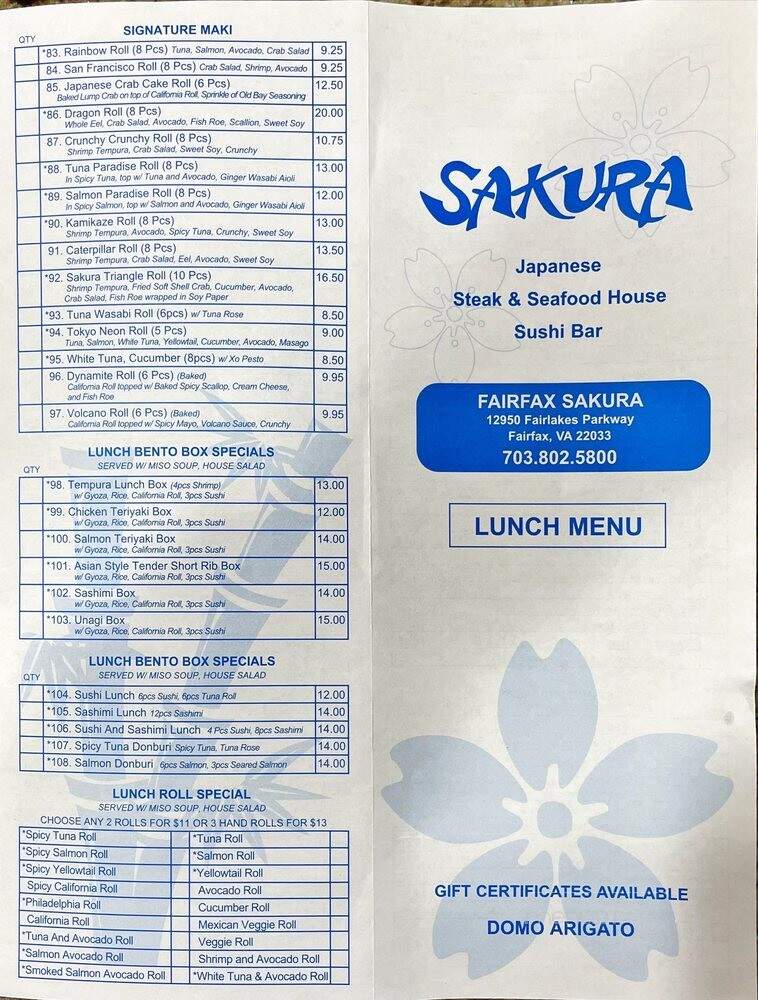 SIGNATURE MAKI
QTY
*83. Rainbow Roll (8 Pcs) Tuna, Salmon, Avocado, Crab Salad 9.25
84. San Francisco Roll (8 Pcs) Crab Salad, Shrimp, Avocado 9.25
85. Japanese Crab Cake Roll (6 Pcs) 12.50
Baked Lump Crab on top of California Roll, Sprinkle of Old Bay Seasoning
*86. Dragon Roll (8 Pcs) 20.00
Whole Eel, Crab Salad, Avocado, Fish Roe, Scallion, Sweet Soy
87. Crunchy Crunchy Roll (8 Pcs) 10.75
Shrimp Tempura, Crab Salad, Sweet Soy, Crunchy
*88. Tuna Paradise Roll (8 Pcs) 13.00
In Spicy Tuna, top w/ Tuna and Avocado, Ginger Wasabi Aioli
*89. Salmon Paradise Roll (8 Pcs) 12.00
In Spicy Salmon, top w/ Salmon and Avocado, Ginger Wasabi Aioli
*90. Kamikaze Roll (8 Pcs) 13.00
Shrimp Tempura, Avocado, Spicy Tuna, Crunchy, Sweet Soy
91. Caterpillar Roll (8 Pcs) 13.50
Shrimp Tempura, Crab Salad, Eel, Avocado, Sweet Soy
*92. Sakura Triangle Roll (10 Pcs) 16.50
Shrimp Tempura, Fried Soft Shell Crab, Cucumber, Avocado,
Crab Salad, Fish Roe wrapped in Soy Paper
*93. Tuna Wasabi Roll (6pcs) w/ Tuna Rose 8.50
*94. Tokyo Neon Roll (5 Pcs) 9.00
Tuna, Salmon, White Tuna, Yellowtail, Cucumber, Avocado, Masago
*95. White Tuna, Cucumber (8pcs) w/ Xo Pesto 8.50
96. Dynamite Roll (6 Pcs) (Baked) 9.95
California Roll topped w/ Baked Spicy Scallop, Cream Cheese,
and Fish Roe
97. Volcano Roll (6 Pcs) (Baked) 9.95
California Roll topped w/ Spicy Mayo, Volcano Sauce, Crunchy
LUNCH BENTO BOX SPECIALS
SERVED W/ MISO SOUP, HOUSE SALAD
QTY
*98. Tempura Lunch Box (4pcs Shrimp) 13.00
w/ Gyoza, Rice, California Roll, 3pcs Sushi
*99. Chicken Teriyaki Box 12.00
w/ Gyoza, Rice, California Roll, 3pcs Sushi
*100. Salmon Teriyaki Box 14.00
w/ Gyoza, Rice, California Roll, 3pcs Sushi
*101. Asian Style Tender Short Rib Box 15.00
w/ Gyoza, Rice, California Roll, 3pcs Sushi
*102. Sashimi Box 14.00
w/ Gyoza, Rice, California Roll, 3pcs Sushi
*103. Unagi Box 15.00
w/ Gyoza, Rice, California Roll, 3pcs Sushi
LUNCH BENTO BOX SPECIALS
SERVED W/ MISO SOUP, HOUSE SALAD
QTY
*104. Sushi Lunch 6pcs Sushi, 6pcs Tuna Roll 12.00
*105. Sashimi Lunch 12pcs Sashimi 14.00
*106. Sushi And Sashimi Lunch 4 Pcs Sushi, 8pcs Sashimi 14.00
*107. Spicy Tuna Donburi Spicy Tuna, Tuna Rose 14.00
*108. Salmon Donburi 6pcs Salmon, 3pcs Seared Salmon 14.00
LUNCH ROLL SPECIAL
SERVED W/ MISO SOUP, HOUSE SALAD
CHOOSE ANY 2 ROLLS FOR $11 OR 3 HAND ROLLS FOR $13
*Spicy Tuna Roll
*Spicy Salmon Roll
*Spicy Yellowtail Roll
Spicy California Roll
*Philadelphia Roll
California Roll
*Tuna And Avocado Roll
*Salmon Avocado Roll
*Smoked Salmon Avocado Roll
*Tuna Roll
*Salmon Roll
*Yellowtail Roll
Avocado Roll
Cucumber Roll
Mexican Veggie Roll
Veggie Roll
Shrimp and Avocado Roll
*White Tuna & Avocado Roll
SAKURA
Japanese
Steak & Seafood House
Sushi Bar
FAIRFAX SAKURA
12950 Fairlakes Parkway
Fairfax, VA 22033
703.802.5800
LUNCH MENU
GIFT CERTIFICATES AVAILABLE
DOMO ARIGATO